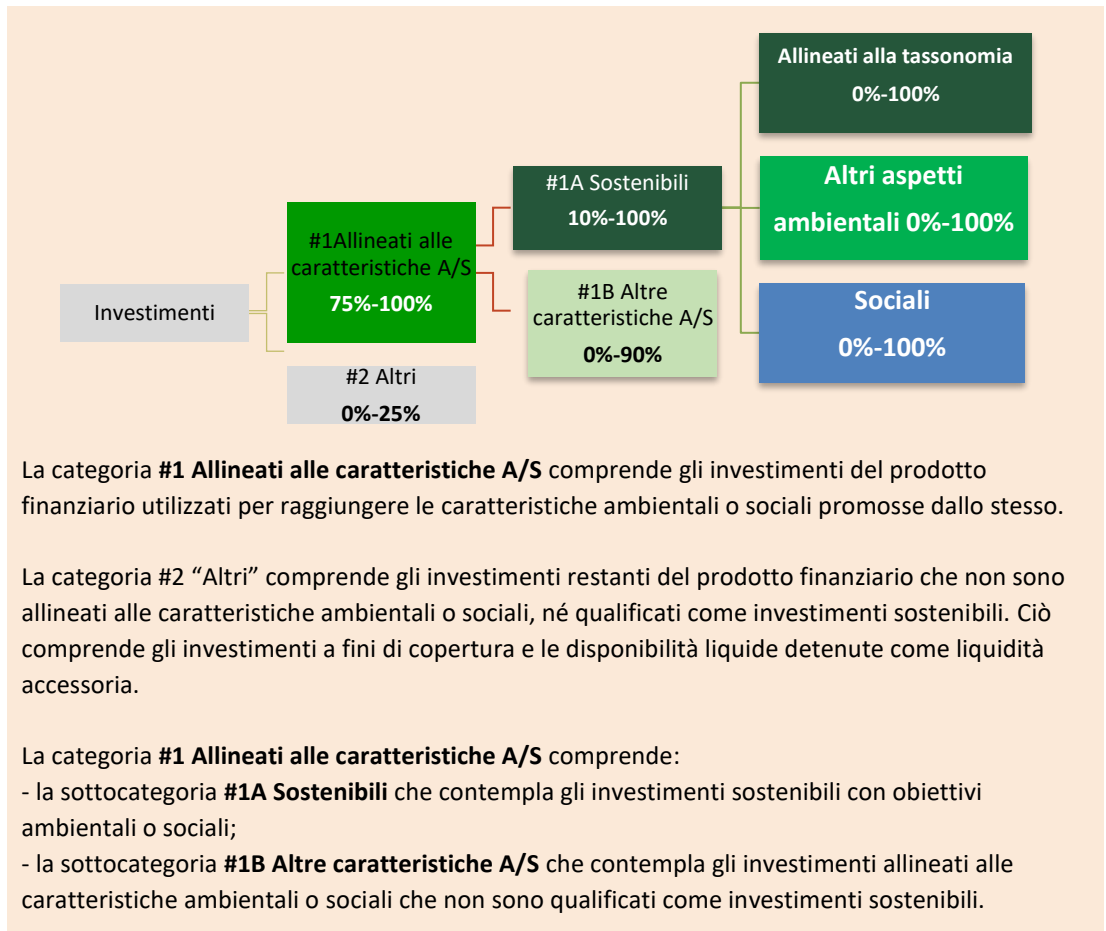 Allineati alla tassonomia
0%-100%
#1A Sostenibili
10%-100%
Altri aspetti
ambientali 0%-100%
#1Allineati alle
caratteristiche A/S
75%-100%
Investimenti
#1B Altre
caratteristiche A/S
0%-90%
Sociali
0%-100%
#2 Altri
0%-25%
La categoria #1 Allineati alle caratteristiche A/S comprende gli investimenti del prodotto
finanziario utilizzati per raggiungere le caratteristiche ambientali o sociali promosse dallo stesso.
La categoria #2 “Altri” comprende gli investimenti restanti del prodotto finanziario che non sono
allineati alle caratteristiche ambientali o sociali, né qualificati come investimenti sostenibili. Ciò
comprende gli investimenti a fini di copertura e le disponibilità liquide detenute come liquidità
accessoria.
La categoria #1 Allineati alle caratteristiche A/S comprende:
- la sottocategoria #1A Sostenibili che contempla gli investimenti sostenibili con obiettivi
ambientali o sociali;
- la sottocategoria #1B Altre caratteristiche A/S che contempla gli investimenti allineati alle
caratteristiche ambientali o sociali che non sono qualificati come investimenti sostenibili.